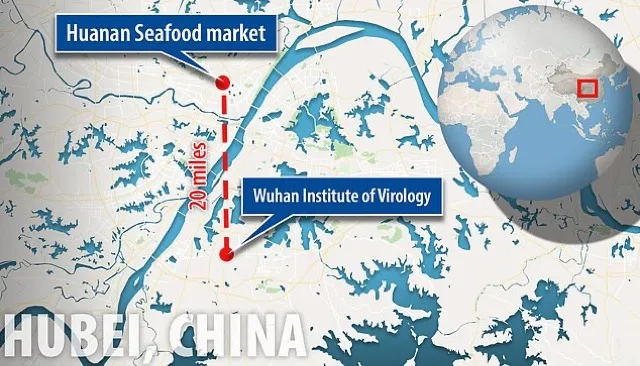 Huanan Seafood market
20 miles
Wuhan Institute of Virology
HUBEI, CHINA